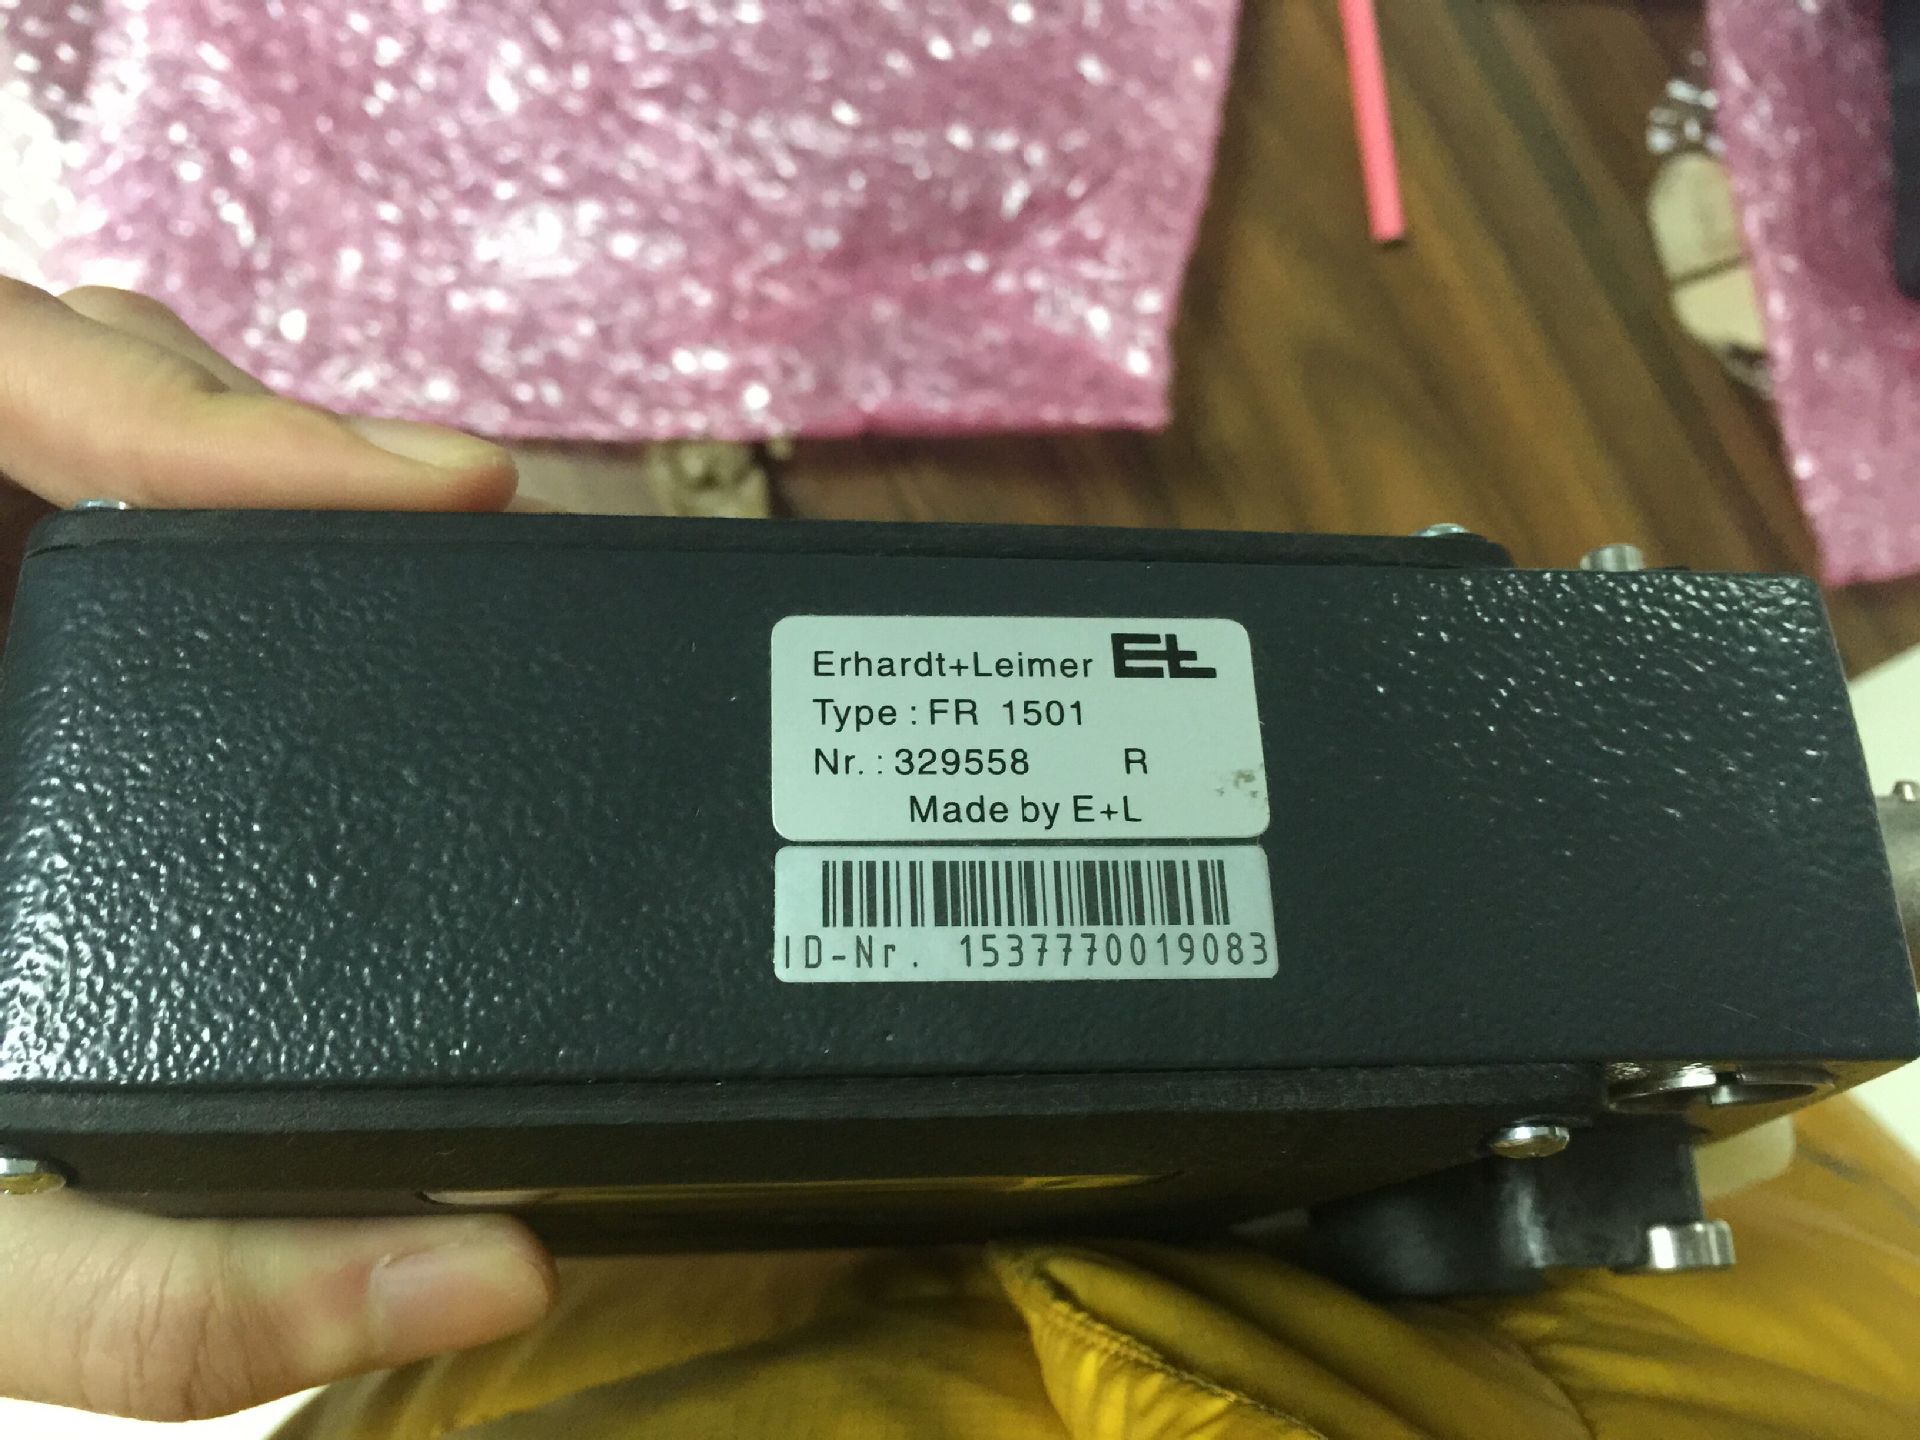 Erhardt+Leimer E+L
Type : FR 1501
Nr. : 329558 R
Made by E+L
ID-Nr. 1537770019083